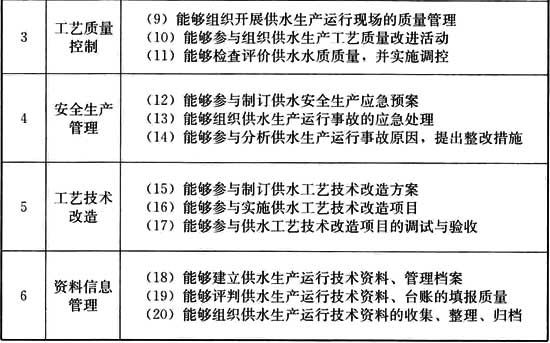 3 工艺质量控制 (9) 能够组织开展供水生产运行现场的质量管理
(10) 能够参与组织供水生产工艺质量改进活动
(11) 能够检查评价供水水质质量，并实施调控
4 安全生产管理 (12) 能够参与制订供水安全生产应急预案
(13) 能够组织供水生产运行事故的应急处理
(14) 能够参与分析供水生产运行事故原因，提出整改措施
5 工艺技术改造 (15) 能够参与制订供水工艺技术改造方案
(16) 能够参与实施供水工艺技术改造项目
(17) 能够参与供水工艺技术改造项目的调试与验收
6 资料信息管理 (18) 能够建立供水生产运行技术资料、管理档案
(19) 能够评判供水生产运行技术资料、台账的填报质量
(20) 能够组织供水生产运行技术资料的收集、整理、归档